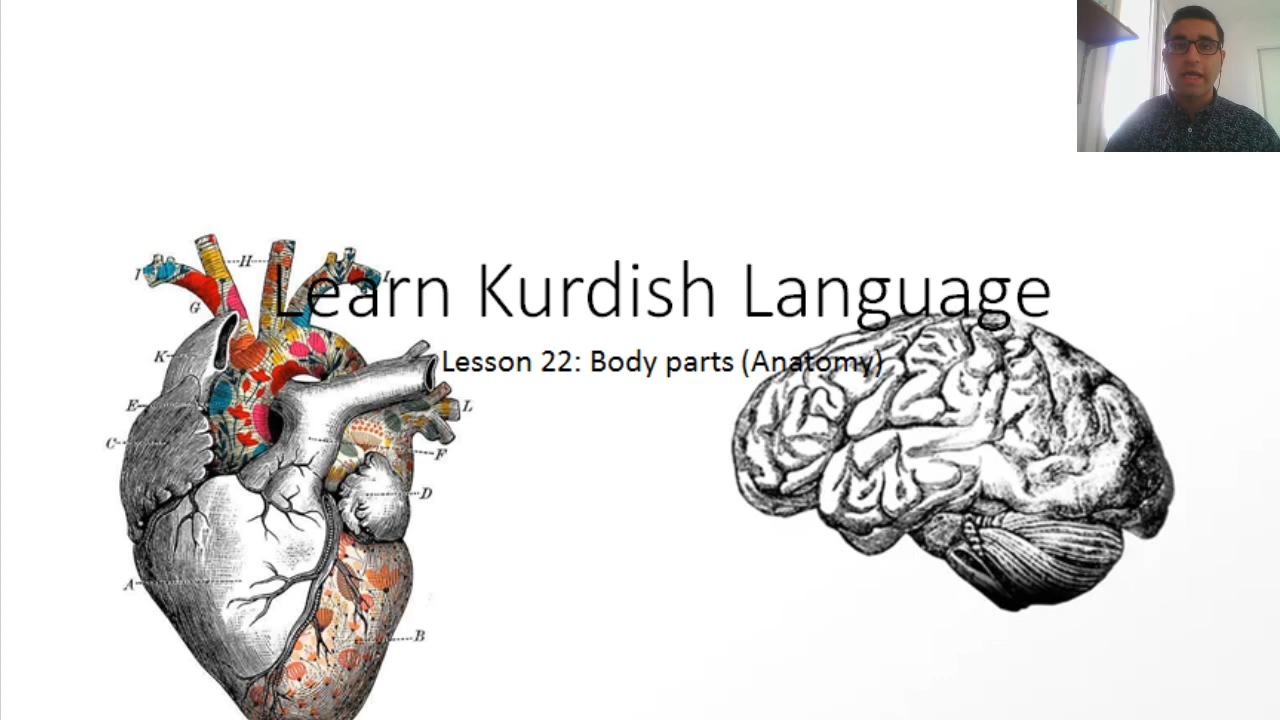 Learn Kurdish Language
Lesson 22: Body parts (Anatomy)
H
I
I
G
K
E
L
C
F
D
A
B